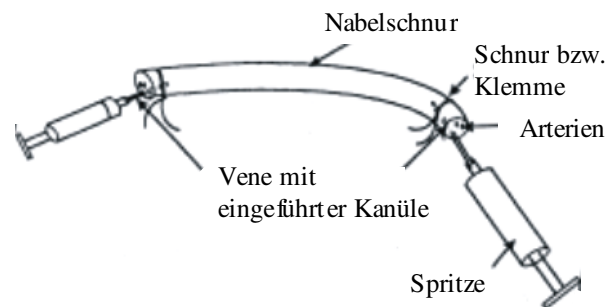 Nabelschnur
Schnur bzw.
Klemme
Arterien
Vene mit
eingeführter Kanüle
Spritze